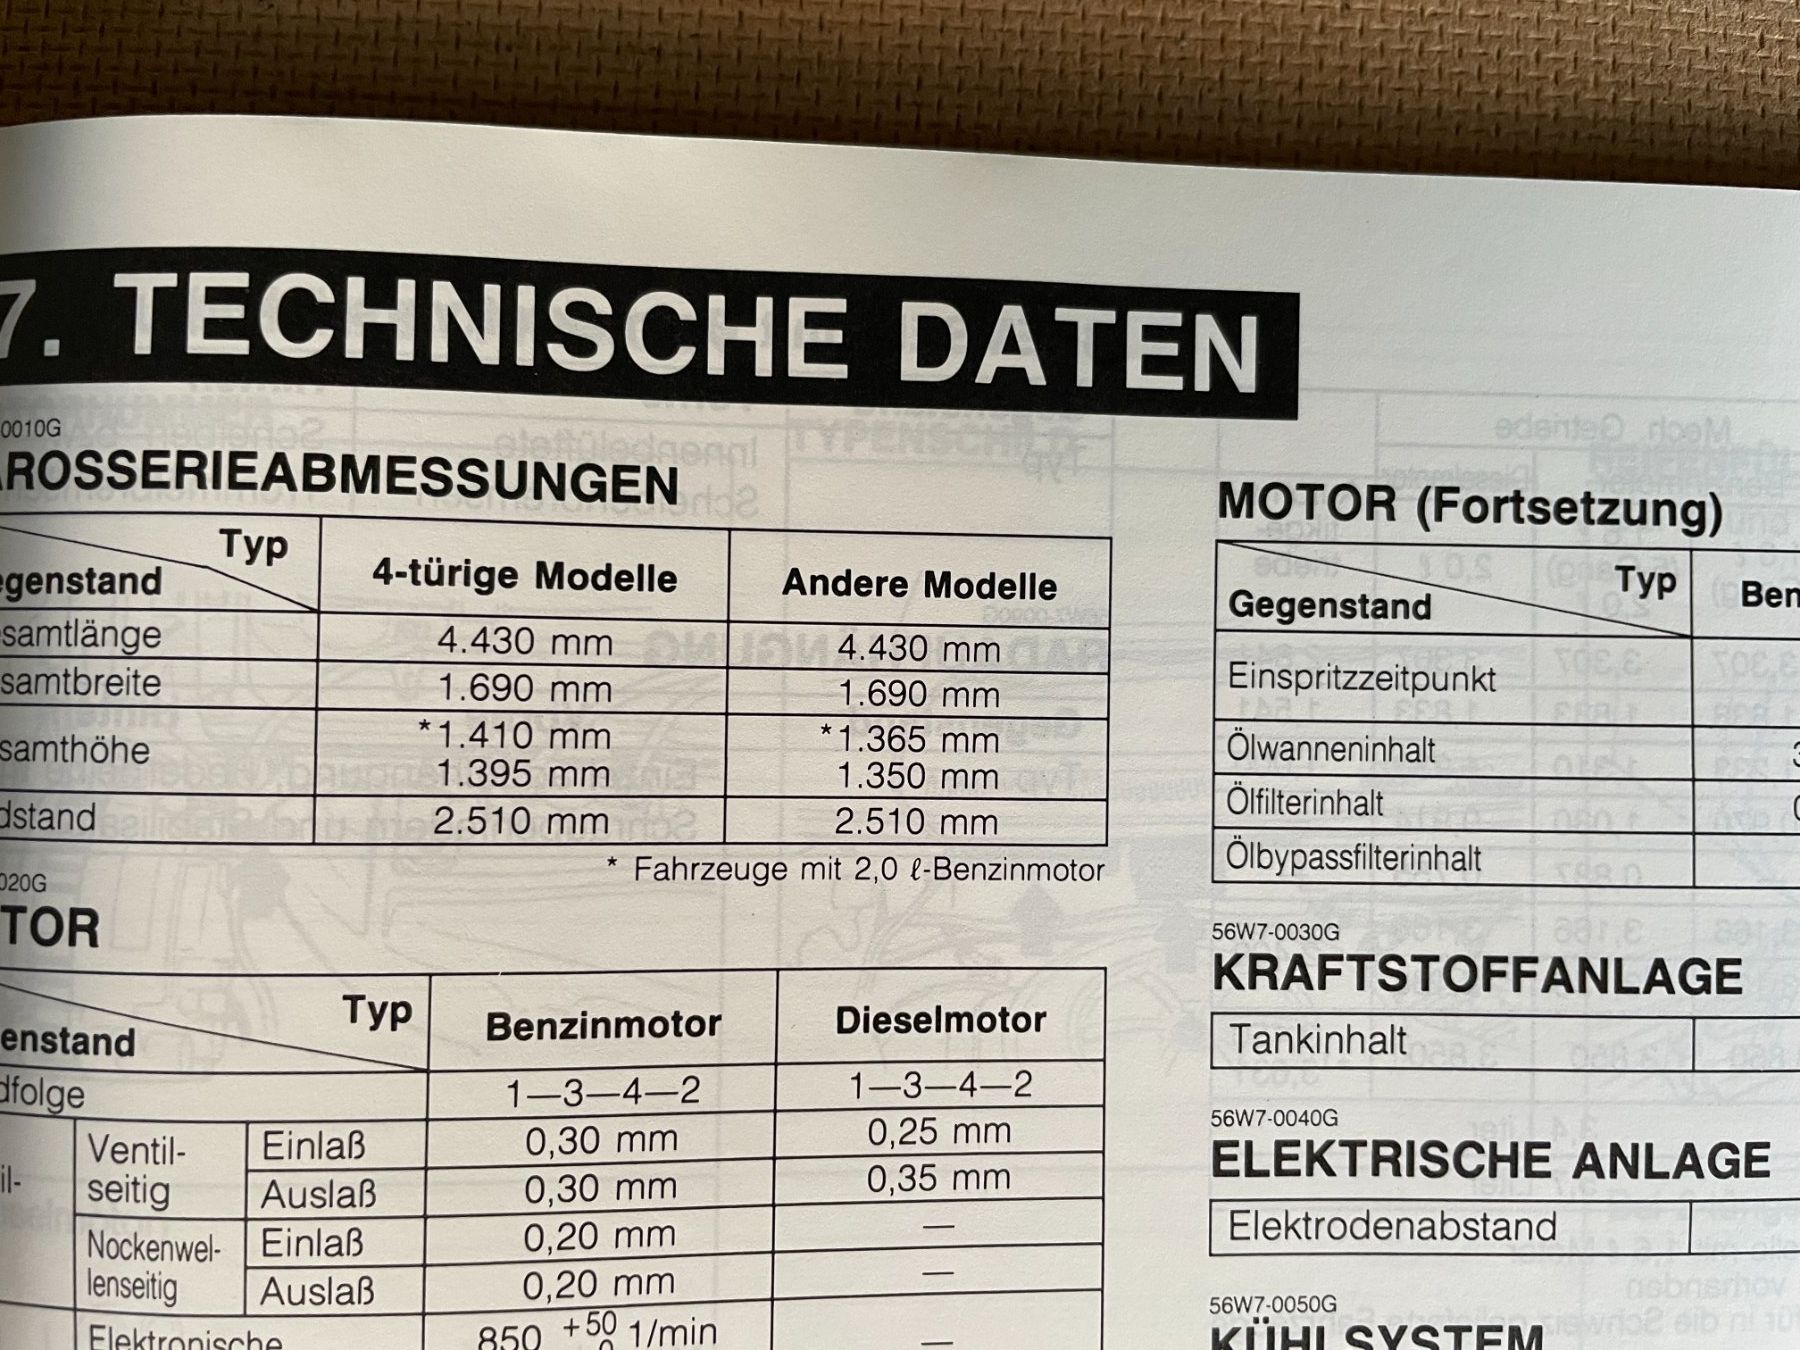 7. TECHNISCHE DATEN
0010G
ROSSERIEABMESSUNGEN
Typ
egenstand
4-türige Modelle
Andere Modelle
samtlänge 4.430 mm 4.430 mm
samtbreite 1.690 mm 1.690 mm
samthöhe *1.410 mm *1.365 mm
1.395 mm 1.350 mm
dstand 2.510 mm 2.510 mm
* Fahrzeuge mit 2,0 ℓ-Benzinmotor
020G
TOR
Typ
enstand
Benzinmotor
Dieselmotor
dfolge 1—3—4—2 1—3—4—2
il-
Ventil-
seitig
Einlaß 0,30 mm 0,25 mm
Auslaß 0,30 mm 0,35 mm
Nockenwel-
lenseitig
Einlaß 0,20 mm —
Auslaß 0,20 mm —
Elektronische 850 +50 1/min —
0
MOTOR (Fortsetzung)
Typ
Gegenstand
Ben
Einspritzzeitpunkt
Ölwanneninhalt
Ölfilterinhalt
Ölbypassfilterinhalt
56W7-0030G
KRAFTSTOFFANLAGE
Tankinhalt
56W7-0040G
ELEKTRISCHE ANLAGE
Elektrodenabstand
56W7-0050G
KÜHLSYSTEM